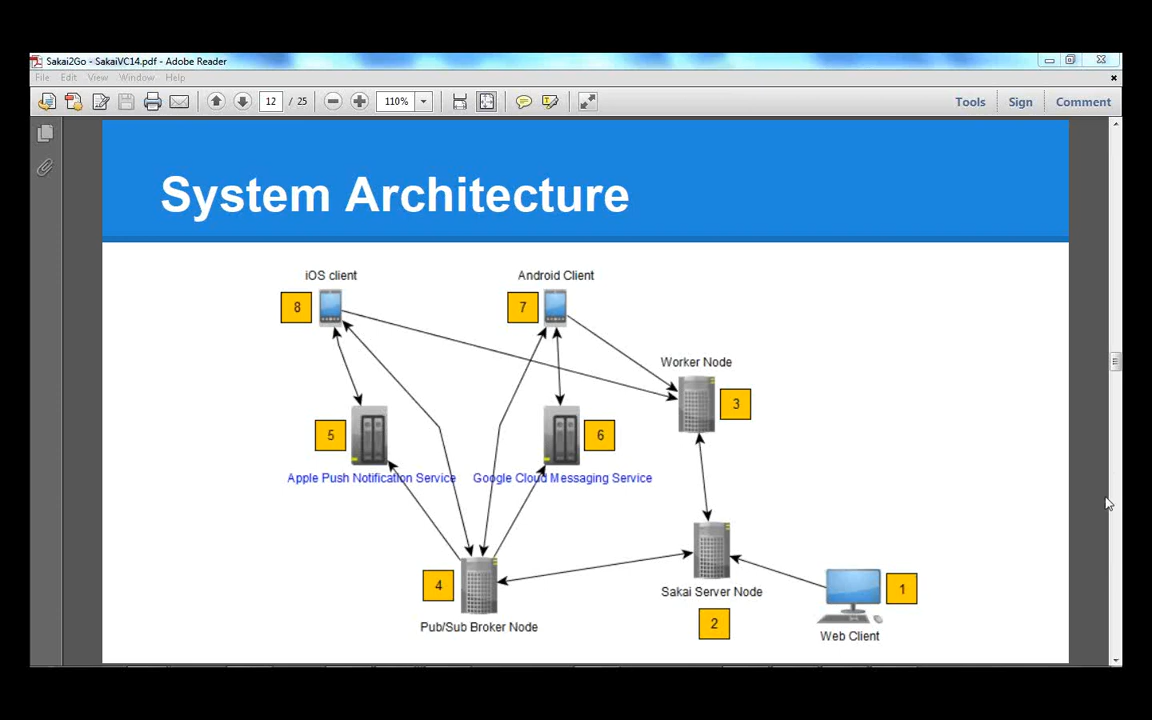 Sakai2Go - SakaiVC14.pdf - Adobe Reader
File Edit View Window Help
12 / 25 110% Tools Sign Comment
System Architecture
iOS client
Android Client
8
7
Worker Node
3
5
6
Apple Push Notification Service
Google Cloud Messaging Service
4
1
Sakai Server Node
2
Pub/Sub Broker Node
Web Client